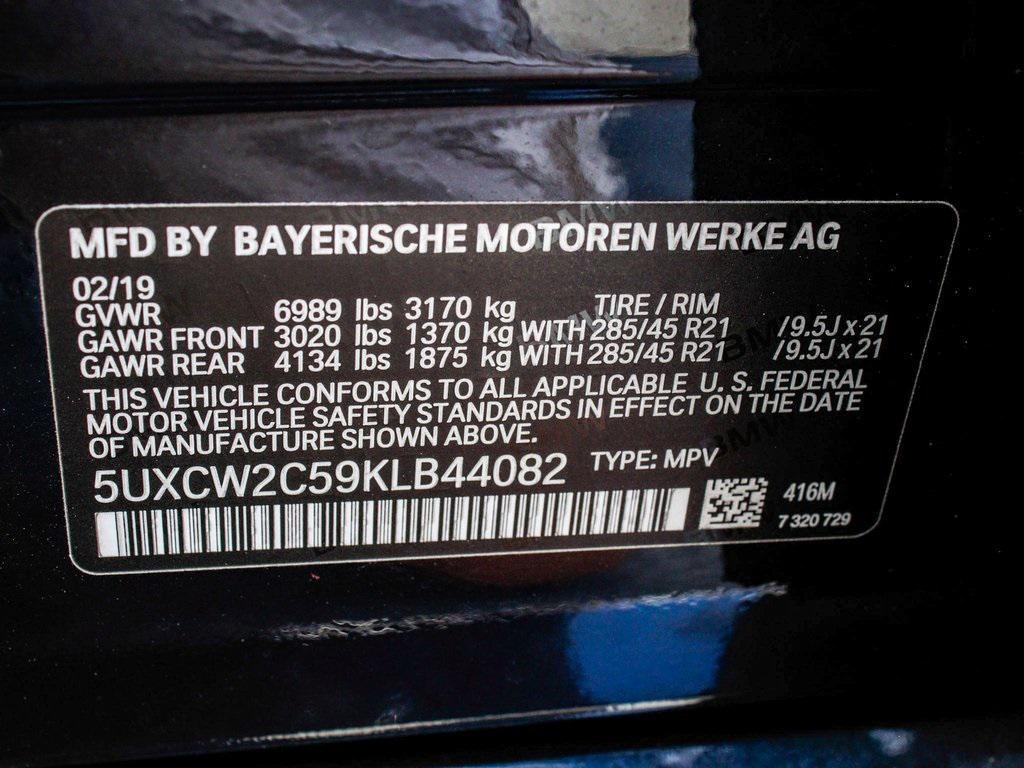 MFD BY BAYERISCHE MOTOREN WERKE AG
02/19
TIRE / RIM
GVWR 6989 lbs 3170 kg
GAWR FRONT 3020 lbs 1370 kg WITH 285/45 R21 /9.5J x 21
GAWR REAR 4134 lbs 1875 kg WITH 285/45 R21 /9.5J x 21
THIS VEHICLE CONFORMS TO ALL APPLICABLE U. S. FEDERAL
MOTOR VEHICLE SAFETY STANDARDS IN EFFECT ON THE DATE
OF MANUFACTURE SHOWN ABOVE.
5UXCW2C59KLB44082 TYPE: MPV
416M
7 320 729